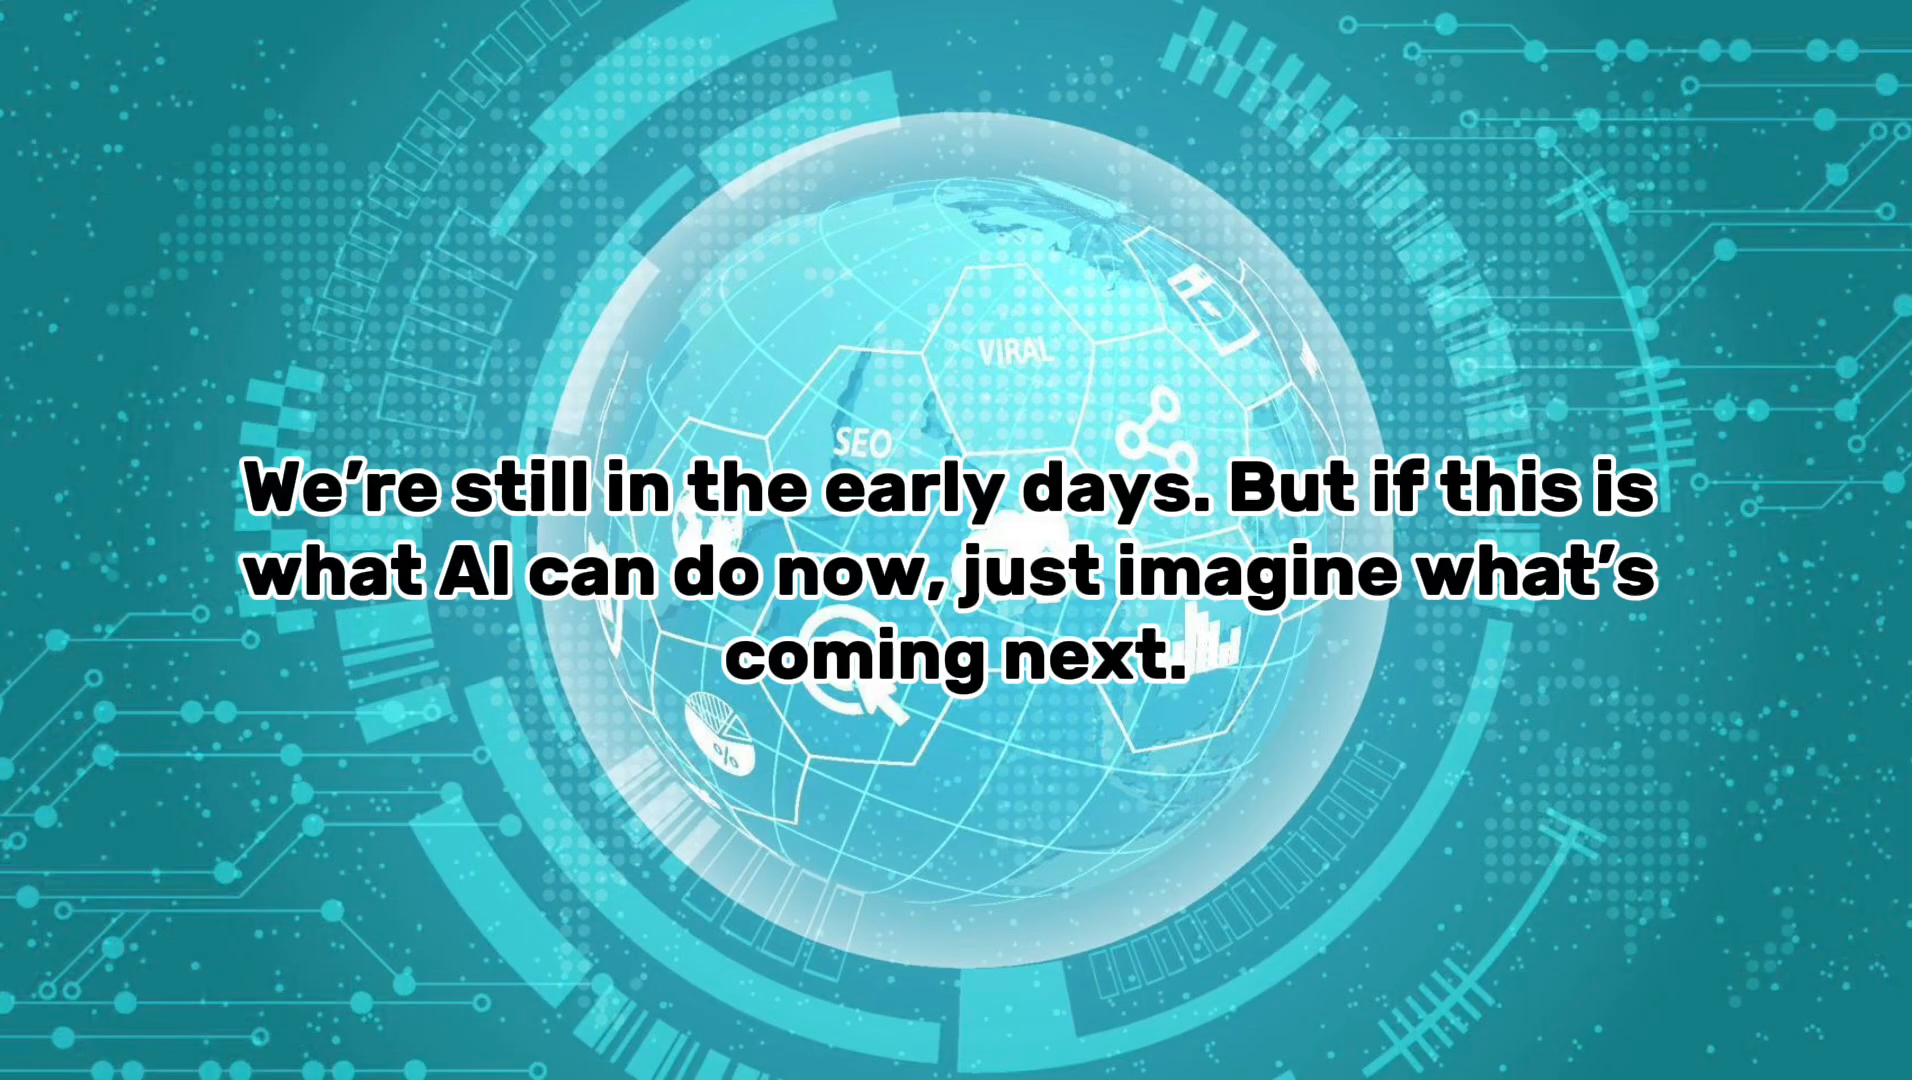 VIRAL
SEO
We’re still in the early days. But if this is
what AI can do now, just imagine what’s
coming next.
%